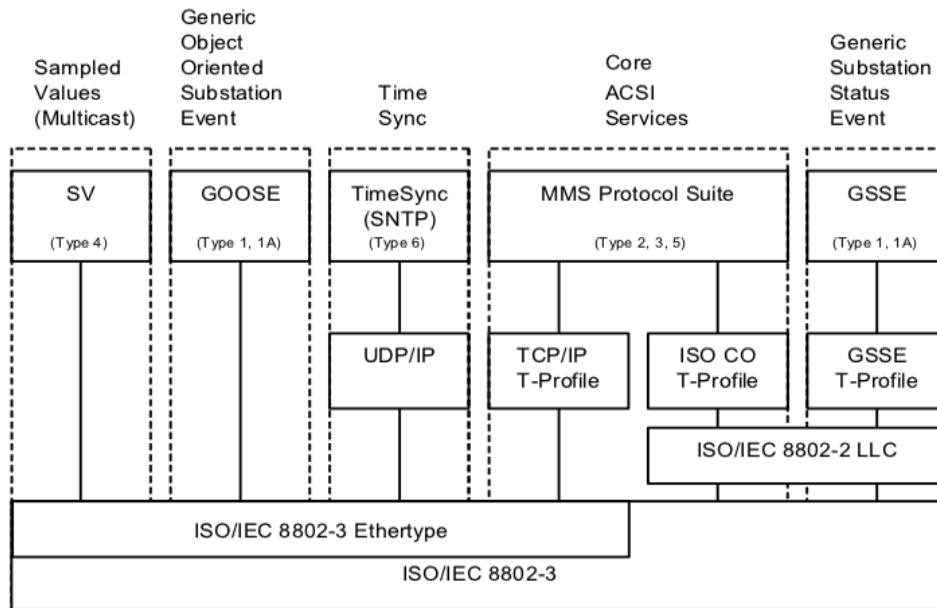 Sampled
Values
(Multicast)
Generic
Object
Oriented
Substation
Event
Time
Sync
Core
ACSI
Services
Generic
Substation
Status
Event
SV
(Type 4)
GOOSE
(Type 1, 1A)
TimeSync
(SNTP)
(Type 6)
MMS Protocol Suite
(Type 2, 3, 5)
GSSE
(Type 1, 1A)
UDP/IP
TCP/IP
T-Profile
ISO CO
T-Profile
GSSE
T-Profile
ISO/IEC 8802-2 LLC
ISO/IEC 8802-3 Ethertype
ISO/IEC 8802-3